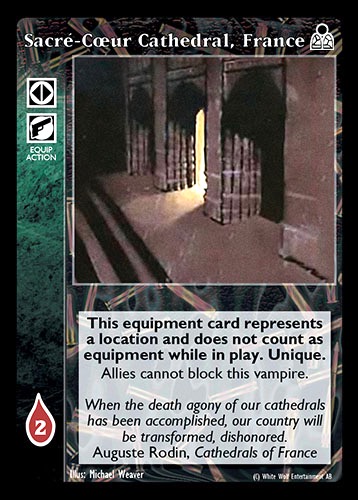 Sacré-Cœur Cathedral, France
EQUIP
ACTION
This equipment card represents
a location and does not count as
equipment while in play. Unique.
Allies cannot block this vampire.
When the death agony of our cathedrals
has been accomplished, our country will
be transformed, dishonored.
Auguste Rodin, Cathedrals of France
2
Illus: Michael Weaver
(C) White Wolf Entertainment AB